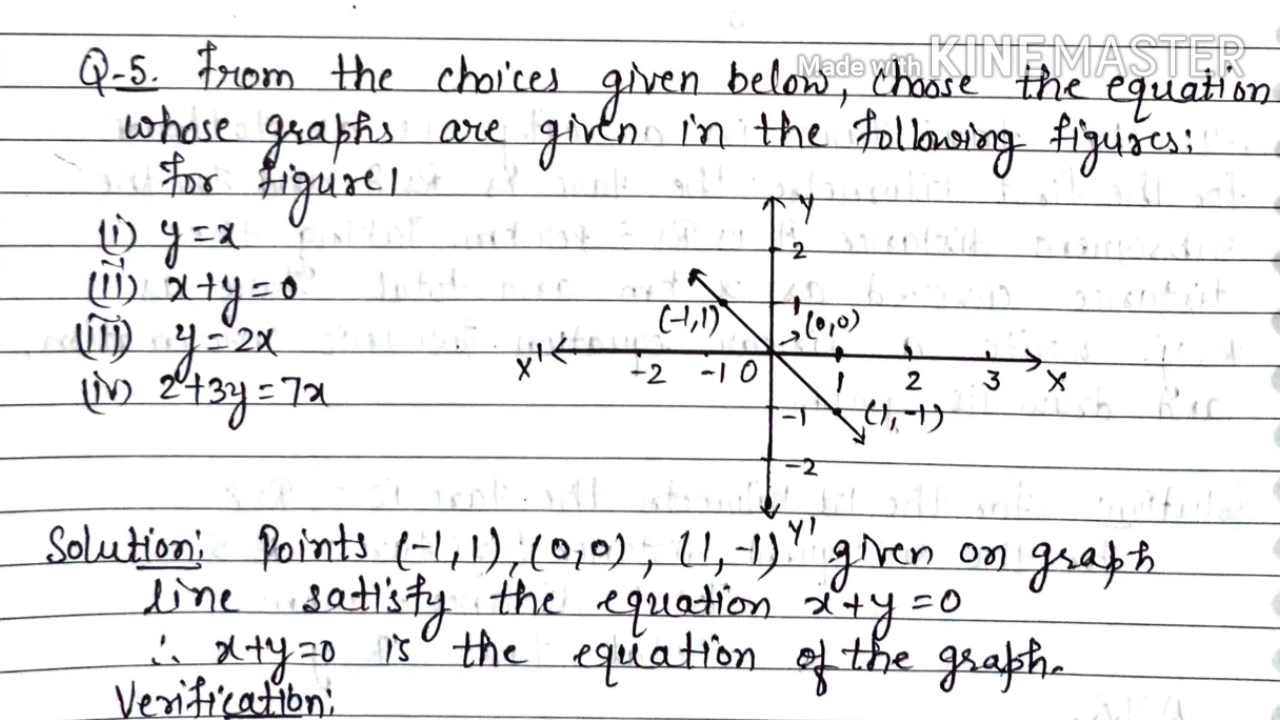 Made with KINEMASTER
Q-5. From the choices given below, choose the equation
whose graphs are given in the following figures:
For figure 1
(i) y = x
(ii) x+y = 0
(iii) y = 2x
(iv) 2+3y = 7x
Y
2
1
(-1,1)
(0,0)
X' -2 -1 0 1 2 3 X
-1 (1,-1)
-2
Y'
Solution: Points (-1,1), (0,0), (1,-1) given on graph
line satisfy the equation x+y = 0
∴ x+y=0 is the equation of the graph.
Verification: